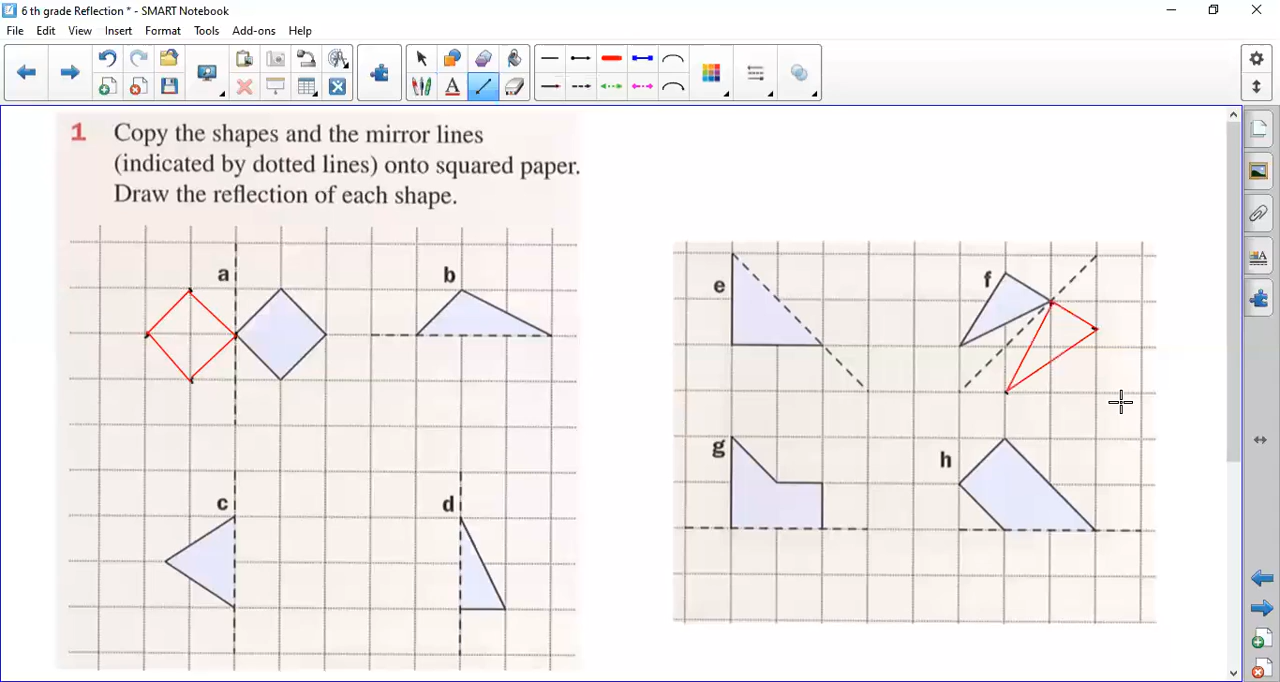 6 th grade Reflection * - SMART Notebook
File Edit View Insert Format Tools Add-ons Help
1 Copy the shapes and the mirror lines
(indicated by dotted lines) onto squared paper.
Draw the reflection of each shape.
a
b
c
d
e
f
g
h